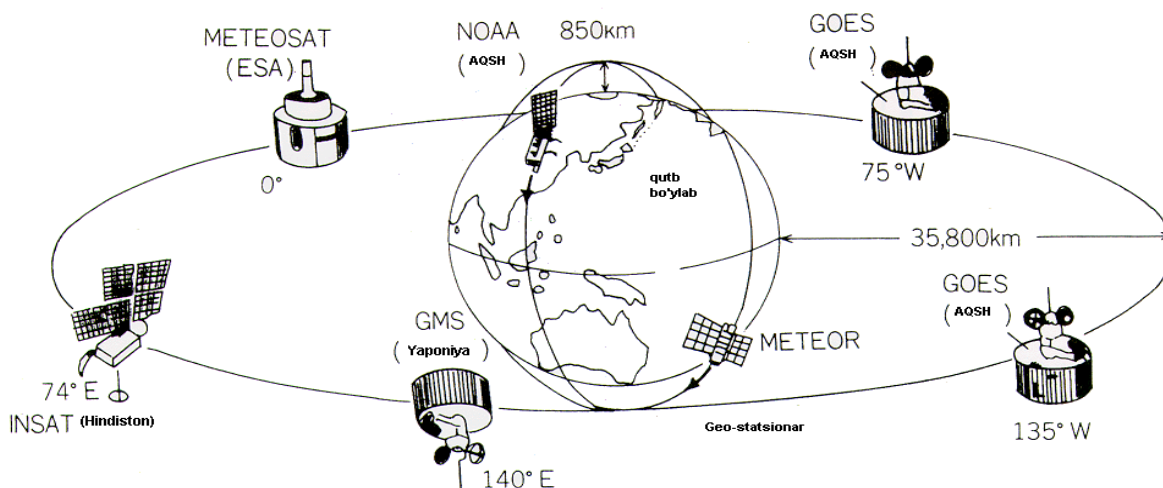 METEOSAT
(ESA)
0°
NOAA
(AQSH)
850km
GOES
(AQSH)
75°W
qutb
bo'ylab
35,800km
GOES
(AQSH)
135°W
METEOR
GMS
(Yaponiya)
140°E
Geo-statsionar
74°E
INSAT (Hindiston)